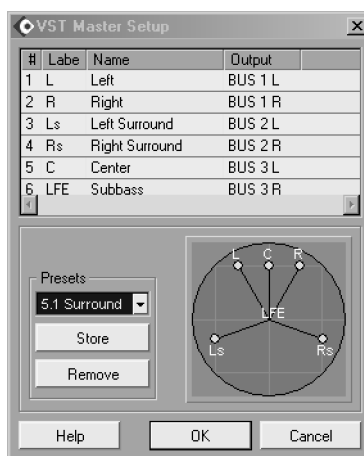 VST Master Setup
# Labe Name Output
1 L Left BUS 1 L
2 R Right BUS 1 R
3 Ls Left Surround BUS 2 L
4 Rs Right Surround BUS 2 R
5 C Center BUS 3 L
6 LFE Subbass BUS 3 R
Presets
5.1 Surround
Store
Remove
L C R
LFE
Ls Rs
Help OK Cancel